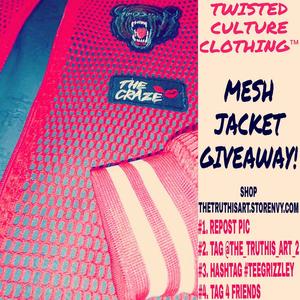 THE
CRAZE
TWISTED
CULTURE
CLOTHING™
MESH
JACKET
GIVEAWAY!
SHOP
THETRUTHISART.STORENVY.COM
#1. REPOST PIC
#2. TAG @THE_TRUTHIS_ART_2
#3. HASHTAG #TEEGRIZZLEY
#4. TAG 4 FRIENDS